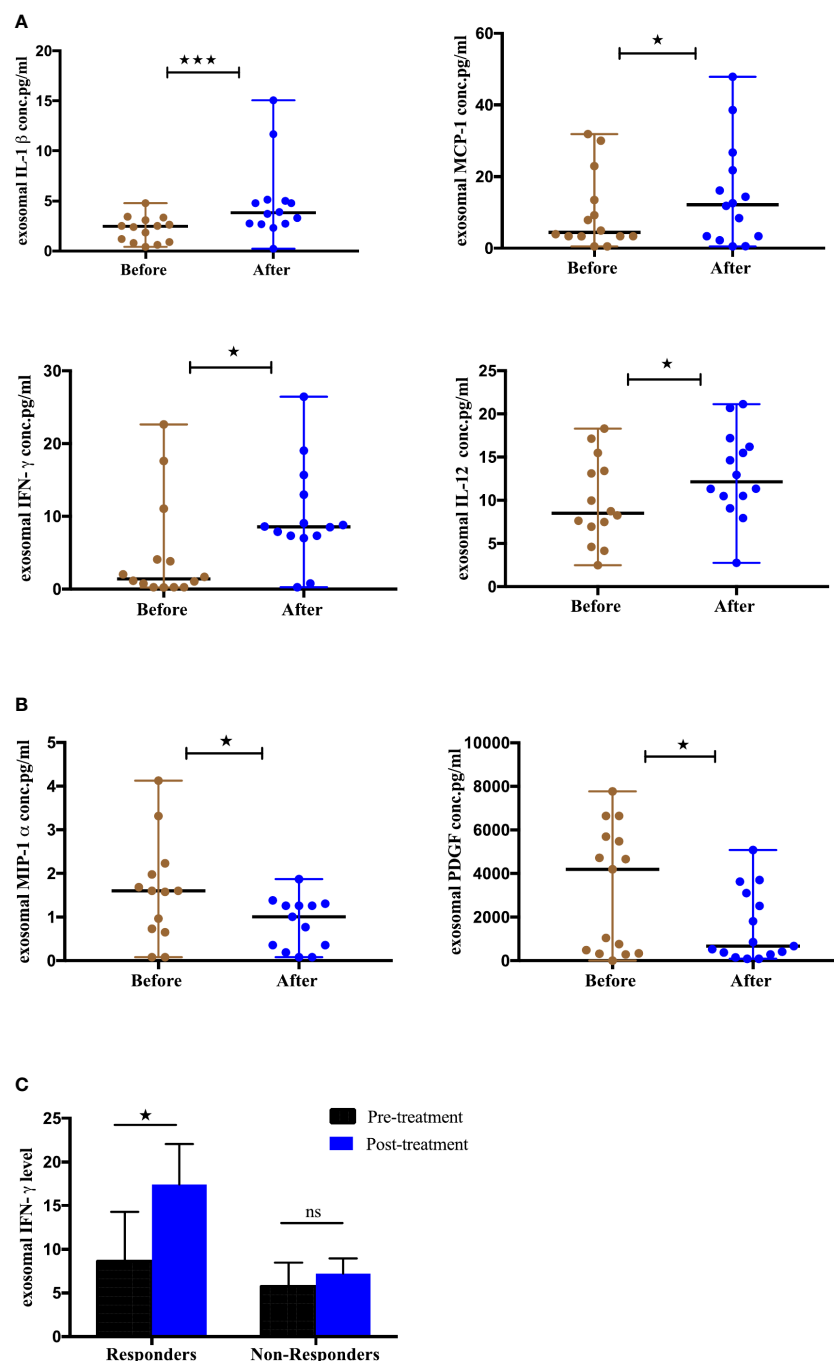 A
exosomal IL-1 β conc.pg/ml
20
15
10
5
0
★★★
Before
After
exosomal MCP-1 conc.pg/ml
60
40
20
0
★
Before
After
exosomal IFN- γ conc.pg/ml
30
20
10
0
★
Before
After
exosomal IL-12 conc.pg/ml
25
20
15
10
5
0
★
Before
After
B
exosomal MIP-1 α conc.pg/ml
5
4
3
2
1
0
★
Before
After
exosomal PDGF conc.pg/ml
10000
8000
6000
4000
2000
0
★
Before
After
C
exosomal IFN- γ level
25
20
15
10
5
0
★
ns
Pre-treatment
Post-treatment
Responders
Non-Responders